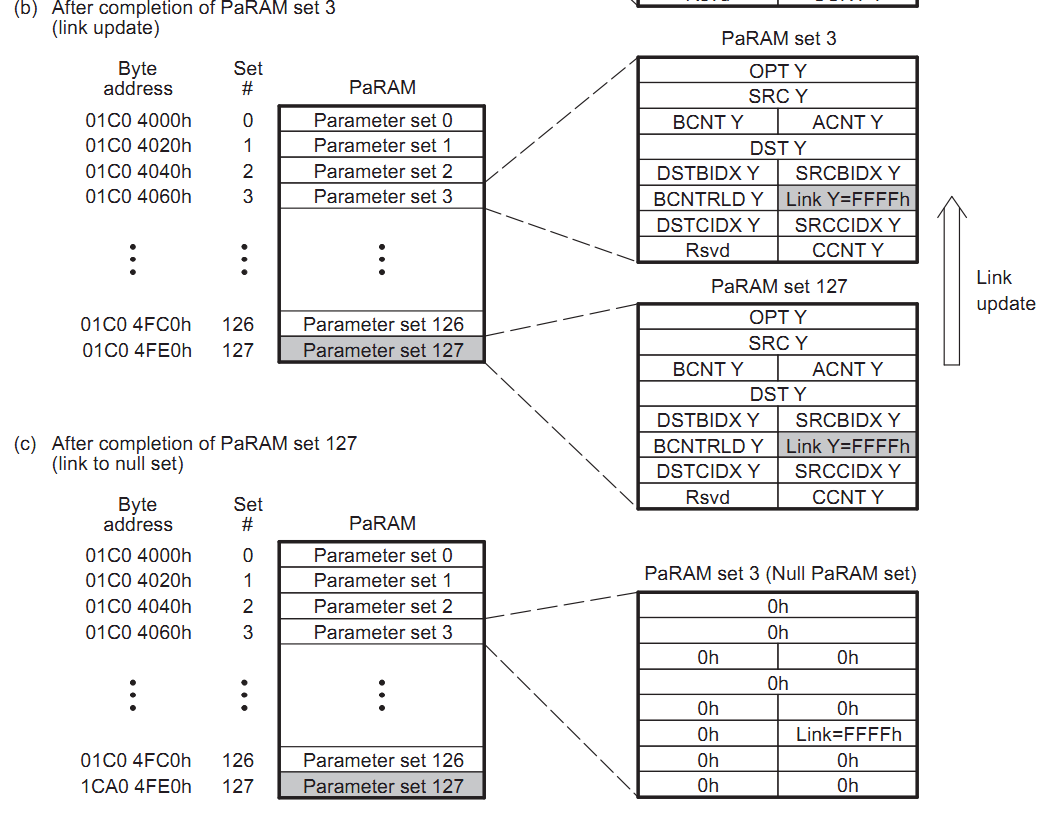 (b) After completion of PaRAM set 3
(link update)
Byte address
Set #
PaRAM
01C0 4000h 0 Parameter set 0
01C0 4020h 1 Parameter set 1
01C0 4040h 2 Parameter set 2
01C0 4060h 3 Parameter set 3
01C0 4FC0h 126 Parameter set 126
01C0 4FE0h 127 Parameter set 127
PaRAM set 3
OPT Y
SRC Y
BCNT Y ACNT Y
DST Y
DSTBIDX Y SRCBIDX Y
BCNTRLD Y Link Y=FFFFh
DSTCIDX Y SRCCIDX Y
Rsvd CCNT Y
PaRAM set 127
OPT Y
SRC Y
BCNT Y ACNT Y
DST Y
DSTBIDX Y SRCBIDX Y
BCNTRLD Y Link Y=FFFFh
DSTCIDX Y SRCCIDX Y
Rsvd CCNT Y
Link
update
(c) After completion of PaRAM set 127
(link to null set)
Byte address
Set #
PaRAM
01C0 4000h 0 Parameter set 0
01C0 4020h 1 Parameter set 1
01C0 4040h 2 Parameter set 2
01C0 4060h 3 Parameter set 3
01C0 4FC0h 126 Parameter set 126
1CA0 4FE0h 127 Parameter set 127
PaRAM set 3 (Null PaRAM set)
0h
0h
0h 0h
0h
0h 0h
0h Link=FFFFh
0h 0h
0h 0h